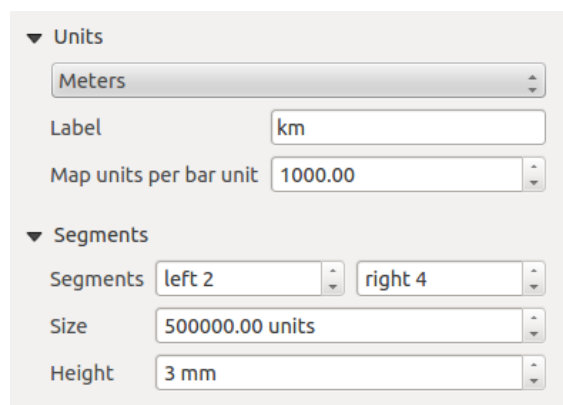 Units
Meters
Label km
Map units per bar unit 1000.00
Segments
Segments left 2 right 4
Size 500000.00 units
Height 3 mm